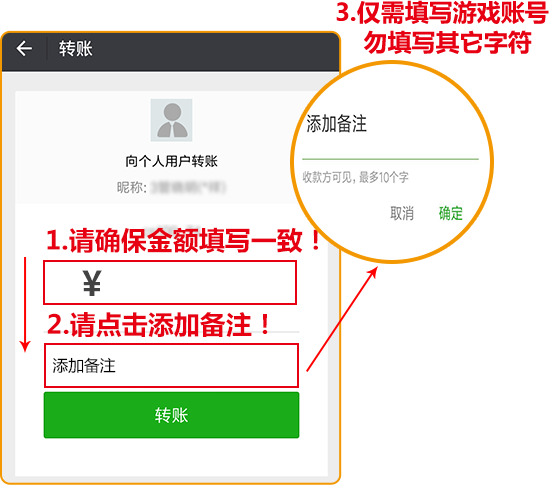 3.仅需填写游戏账号
勿填写其它字符
转账
向个人用户转账
昵称:
1.请确保金额填写一致！
¥
2.请点击添加备注！
添加备注
转账
添加备注
收款方可见，最多10个字
取消 确定